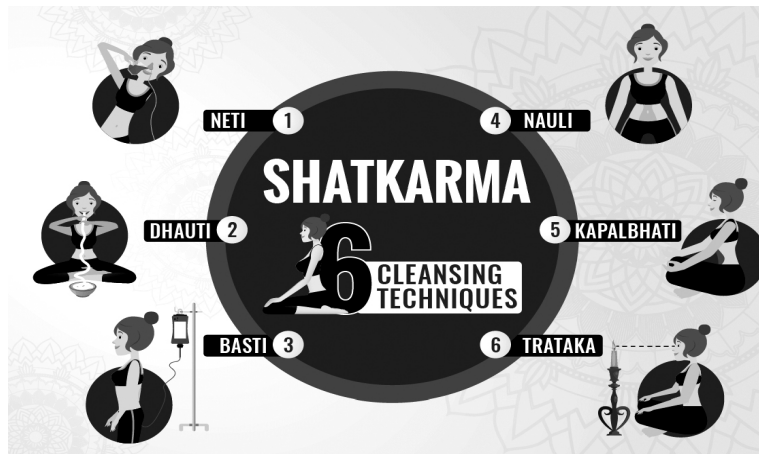 SHATKARMA
6 CLEANSING
TECHNIQUES
NETI 1
DHAUTI 2
BASTI 3
4 NAULI
5 KAPALBHATI
6 TRATAKA